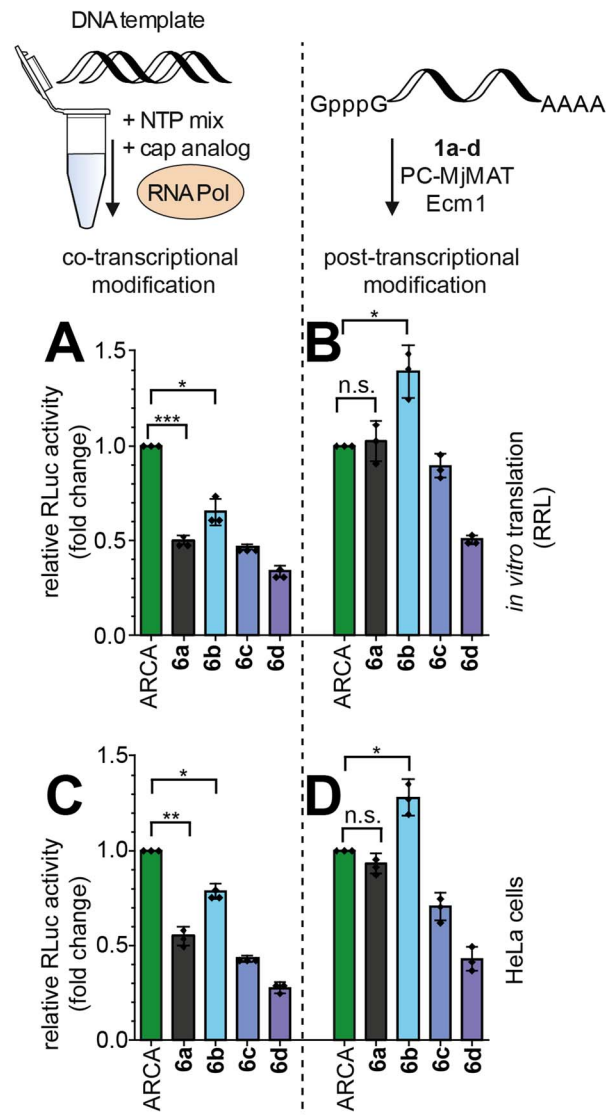 DNA template
+ NTP mix
+ cap analog
RNA Pol
co-transcriptional
modification
GpppG
AAAA
1a-d
PC-MjMAT
Ecm1
post-transcriptional
modification
A
relative RLuc activity
(fold change)
1.5
1.0
0.5
0.0
*
***
ARCA
6a
6b
6c
6d
B
*
n.s.
ARCA
6a
6b
6c
6d
in vitro translation
(RRL)
C
relative RLuc activity
(fold change)
1.5
1.0
0.5
0.0
*
**
ARCA
6a
6b
6c
6d
D
*
n.s.
ARCA
6a
6b
6c
6d
HeLa cells